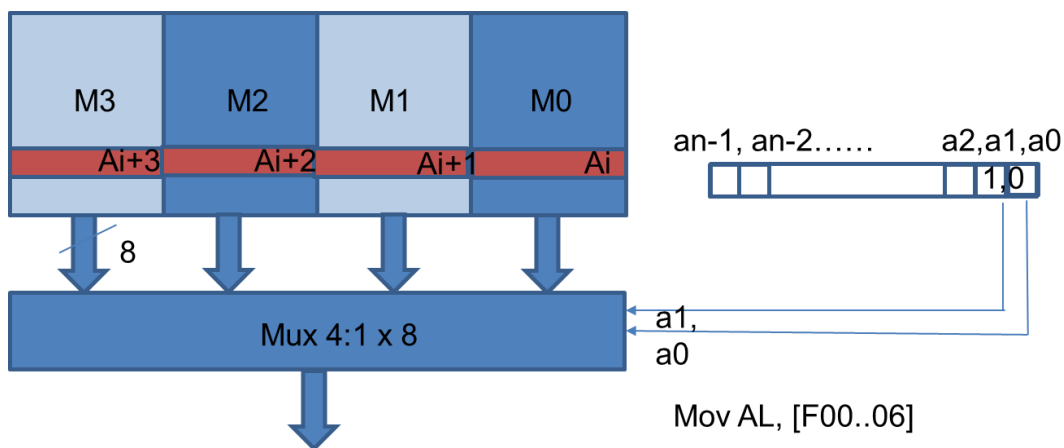 M3 M2 M1 M0
Ai+3 Ai+2 Ai+1 Ai
an-1, an-2...... a2,a1,a0
1,0
8
Mux 4:1 x 8
a1,
a0
Mov AL, [F00..06]